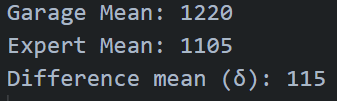 Garage Mean: 1220
Expert Mean: 1105
Difference mean (δ): 115